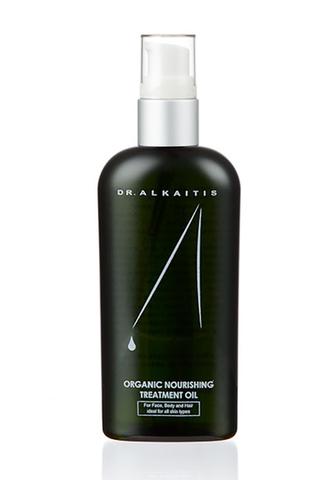 DR. ALKAITIS
ORGANIC NOURISHING
TREATMENT OIL
For Face, Body and Hair
ideal for all skin types